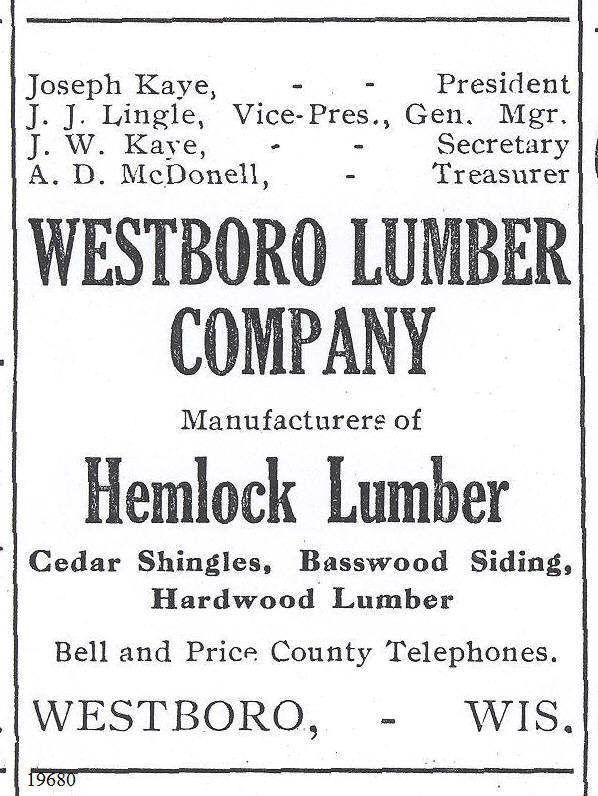 Joseph Kaye, - - President
J. J. Lingle, Vice-Pres., Gen. Mgr.
J. W. Kaye, - - Secretary
A. D. McDonell, - Treasurer
WESTBORO LUMBER
COMPANY
Manufacturers of
Hemlock Lumber
Cedar Shingles, Basswood Siding,
Hardwood Lumber
Bell and Price County Telephones.
WESTBORO, - WIS.
19680